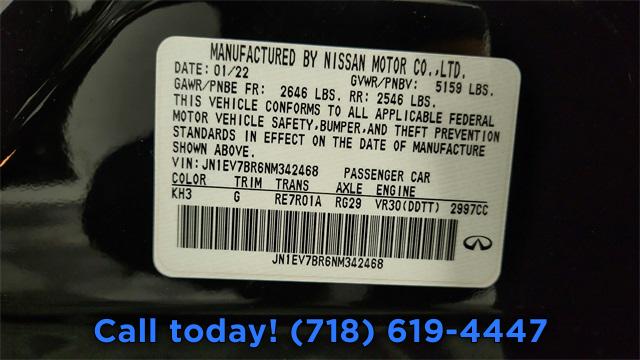 MANUFACTURED BY NISSAN MOTOR CO.,LTD.
DATE: 01/22 GVWR/PNBV: 5159 LBS.
GAWR/PNBE FR: 2646 LBS. RR: 2546 LBS.
THIS VEHICLE CONFORMS TO ALL APPLICABLE FEDERAL
MOTOR VEHICLE SAFETY,BUMPER,AND THEFT PREVENTION
STANDARDS IN EFFECT ON THE DATE OF MANUFACTURE
SHOWN ABOVE.
VIN: JN1EV7BR6NM342468 PASSENGER CAR
COLOR TRIM TRANS AXLE ENGINE
KH3 G RE7R01A RG29 VR30(DDTT) 2997CC
JN1EV7BR6NM342468
Call today! (718) 619-4447